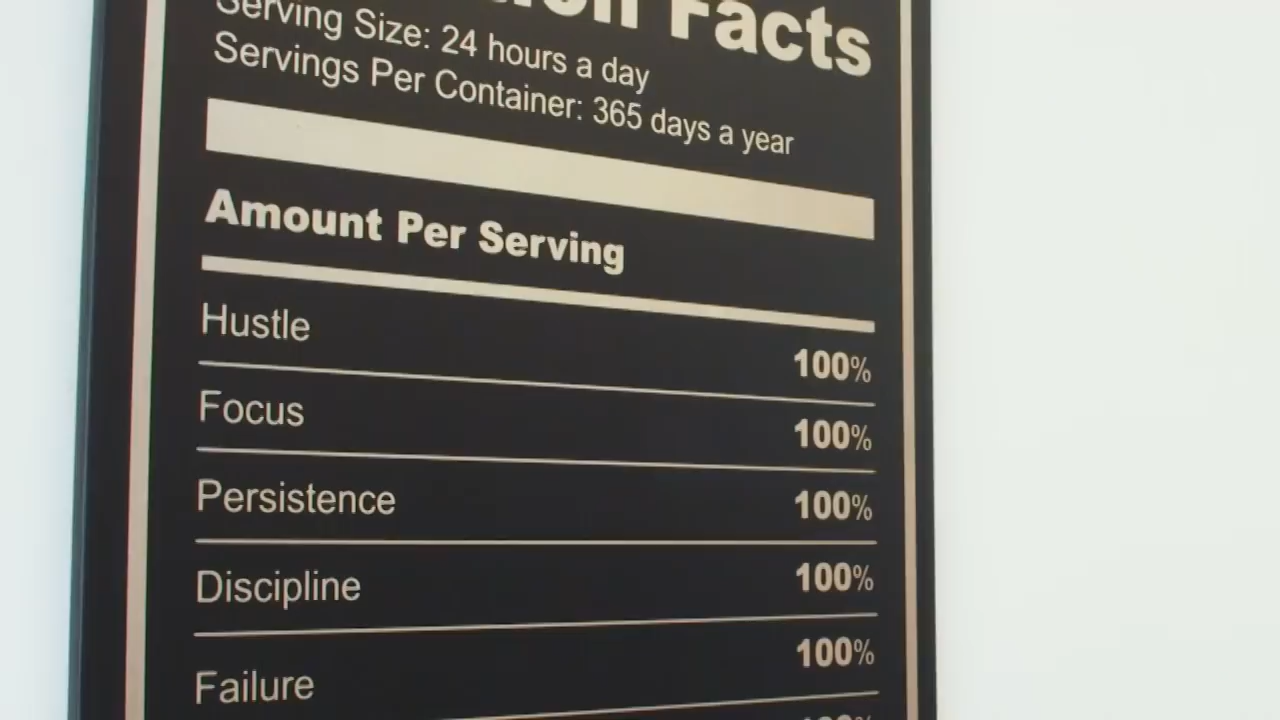 Facts
Serving Size: 24 hours a day
Servings Per Container: 365 days a year
Amount Per Serving
Hustle 100%
Focus 100%
Persistence 100%
Discipline 100%
Failure 100%